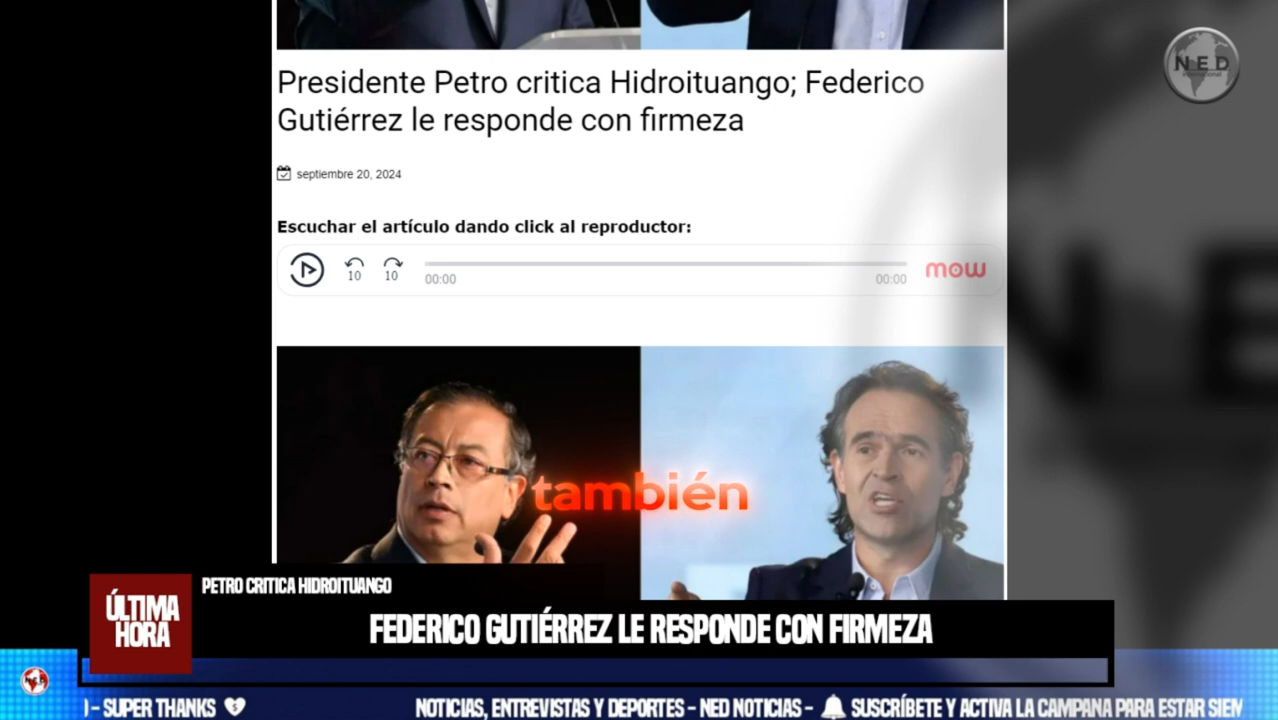 NED
international
Presidente Petro critica Hidroituango; Federico
Gutiérrez le responde con firmeza
septiembre 20, 2024
Escuchar el artículo dando click al reproductor:
10
10
00:00
00:00
mow
también
ÚLTIMA
HORA
PETRO CRITICA HIDROITUANGO
FEDERICO GUTIÉRREZ LE RESPONDE CON FIRMEZA
– SUPER THANKS
NOTICIAS, ENTREVISTAS Y DEPORTES – NED NOTICIAS –
SUSCRÍBETE Y ACTIVA LA CAMPANA PARA ESTAR SIEM